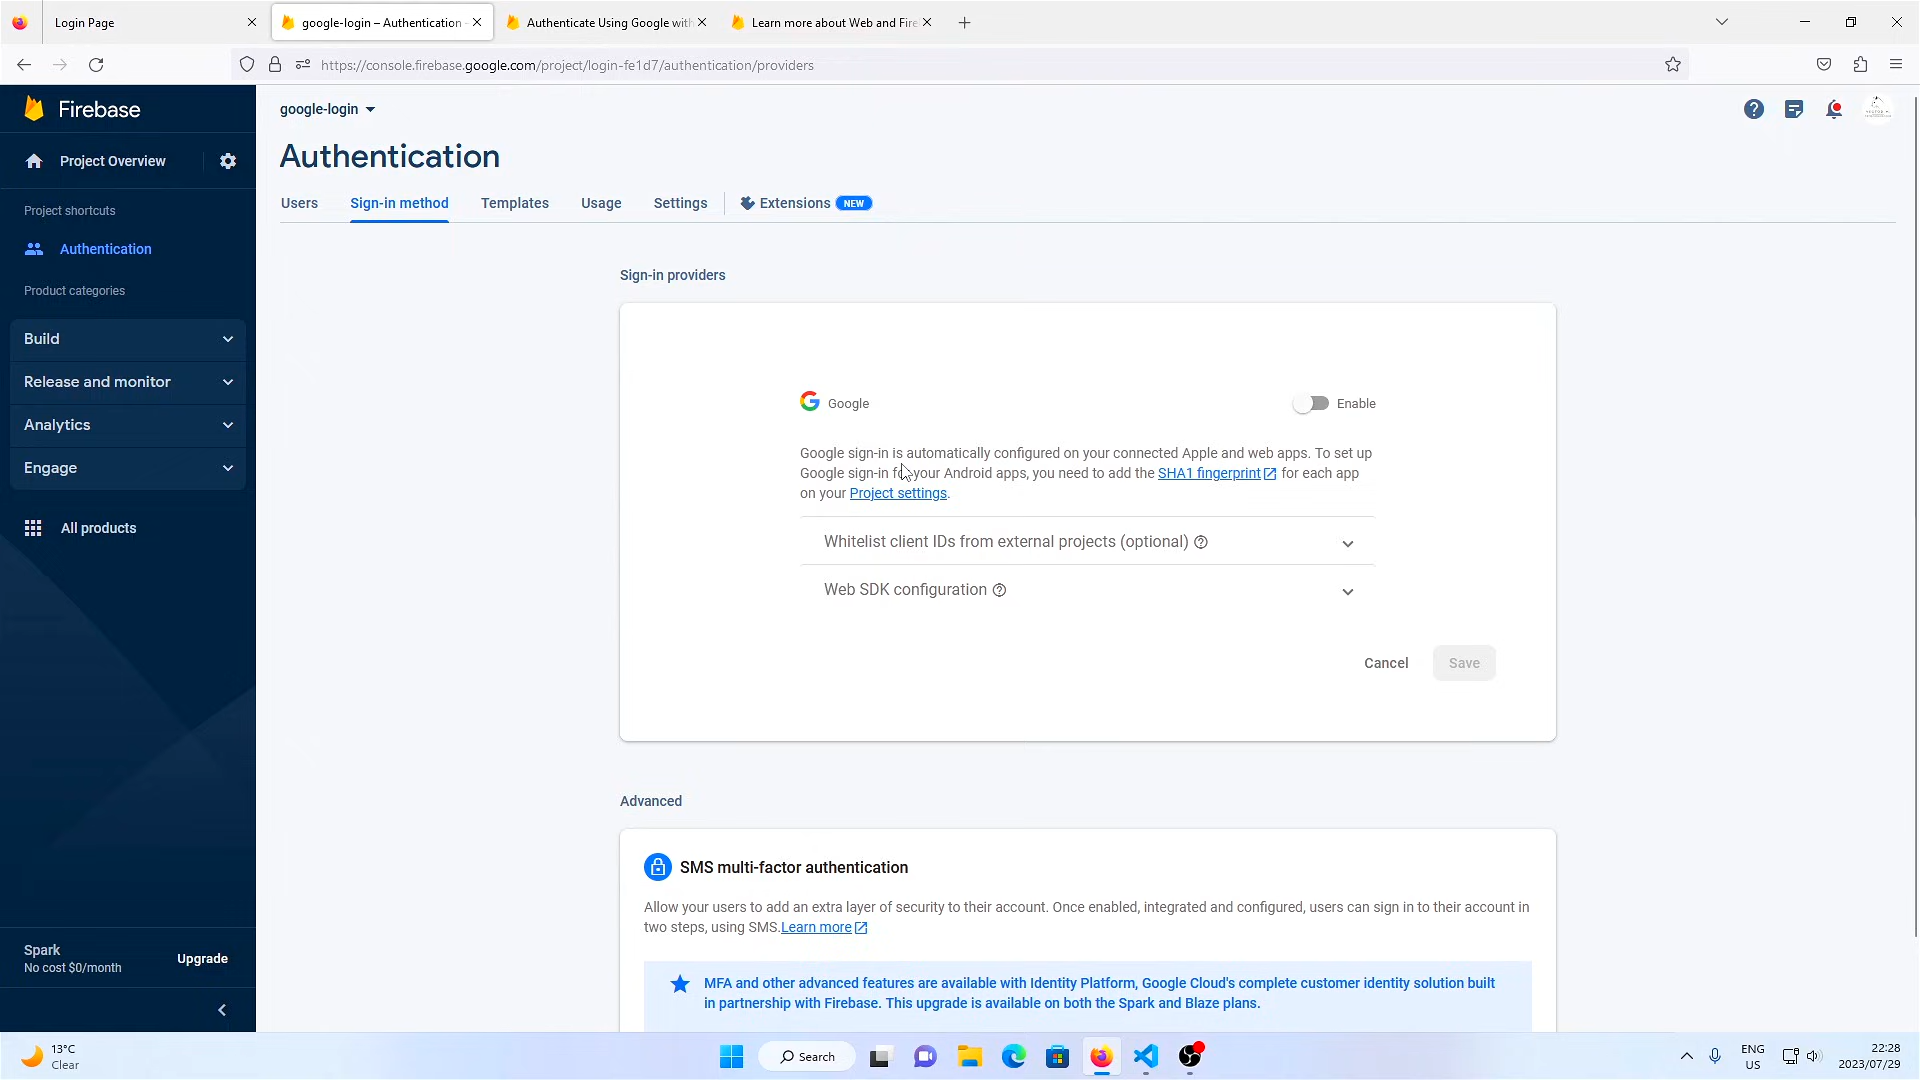 Login Page
google-login – Authentication -
Authenticate Using Google with
Learn more about Web and Fire
https://console.firebase.google.com/project/login-fe1d7/authentication/providers
Firebase
google-login
Project Overview
Authentication
Users
Sign-in method
Templates
Usage
Settings
Extensions
NEW
Project shortcuts
Authentication
Product categories
Build
Release and monitor
Analytics
Engage
All products
Spark
No cost $0/month
Upgrade
Sign-in providers
Google
Enable
Google sign-in is automatically configured on your connected Apple and web apps. To set up
Google sign-in for your Android apps, you need to add the SHA1 fingerprint for each app
on your Project settings.
Whitelist client IDs from external projects (optional)
Web SDK configuration
Cancel
Save
Advanced
SMS multi-factor authentication
Allow your users to add an extra layer of security to their account. Once enabled, integrated and configured, users can sign in to their account in
two steps, using SMS.Learn more
MFA and other advanced features are available with Identity Platform, Google Cloud's complete customer identity solution built
in partnership with Firebase. This upgrade is available on both the Spark and Blaze plans.
13°C
Clear
Search
ENG
US
22:28
2023/07/29